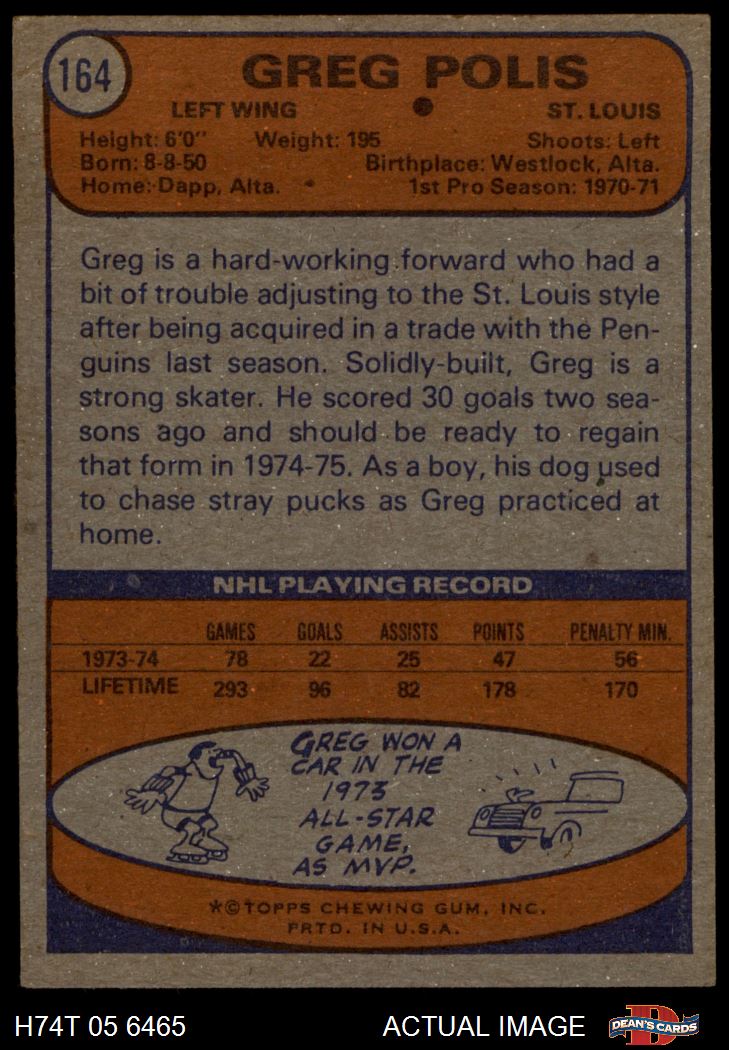 164
GREG POLIS
LEFT WING
ST. LOUIS
Height: 6'0" Weight: 195 Shoots: Left
Born: 8-8-50 Birthplace: Westlock, Alta.
Home: Dapp, Alta. 1st Pro Season: 1970-71
Greg is a hard-working forward who had a
bit of trouble adjusting to the St. Louis style
after being acquired in a trade with the Pen-
guins last season. Solidly-built, Greg is a
strong skater. He scored 30 goals two sea-
sons ago and should be ready to regain
that form in 1974-75. As a boy, his dog used
to chase stray pucks as Greg practiced at
home.
NHL PLAYING RECORD
GAMES GOALS ASSISTS POINTS PENALTY MIN.
1973-74 78 22 25 47 56
LIFETIME 293 96 82 178 170
GREG WON A
CAR IN THE
1973
ALL-STAR
GAME,
AS MVP.
*© TOPPS CHEWING GUM, INC.
PRTD. IN U.S.A.
H74T 05 6465
ACTUAL IMAGE
D
DEAN'S CARDS